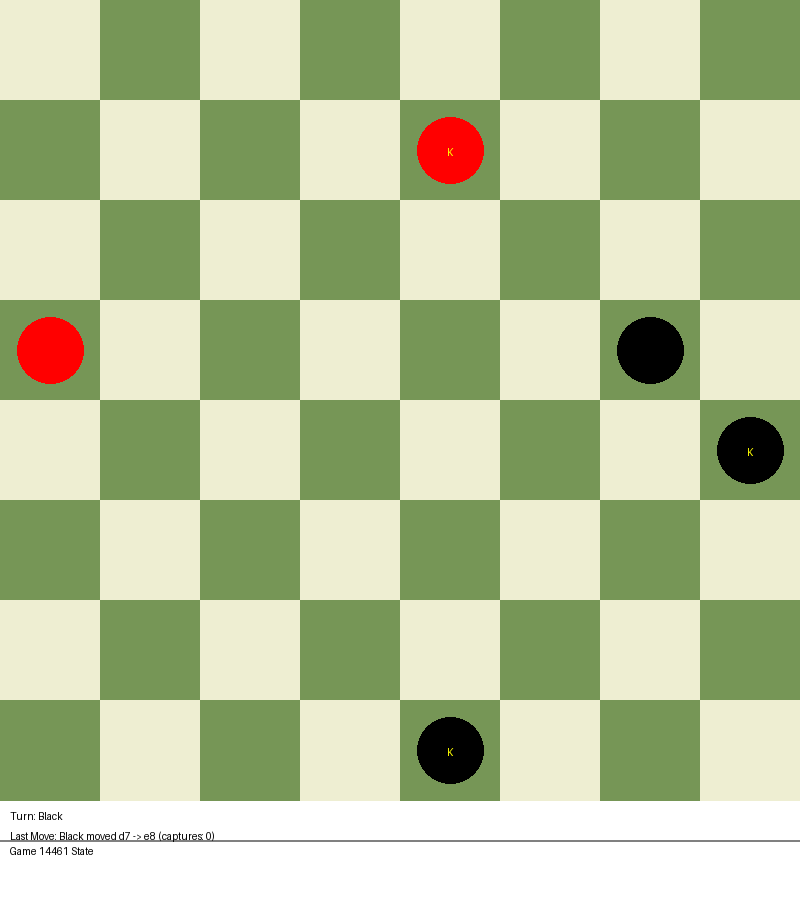 K
K
K
Turn: Black
Last Move: Black moved d7 -> e8 (captures: 0)
Game 14461 State